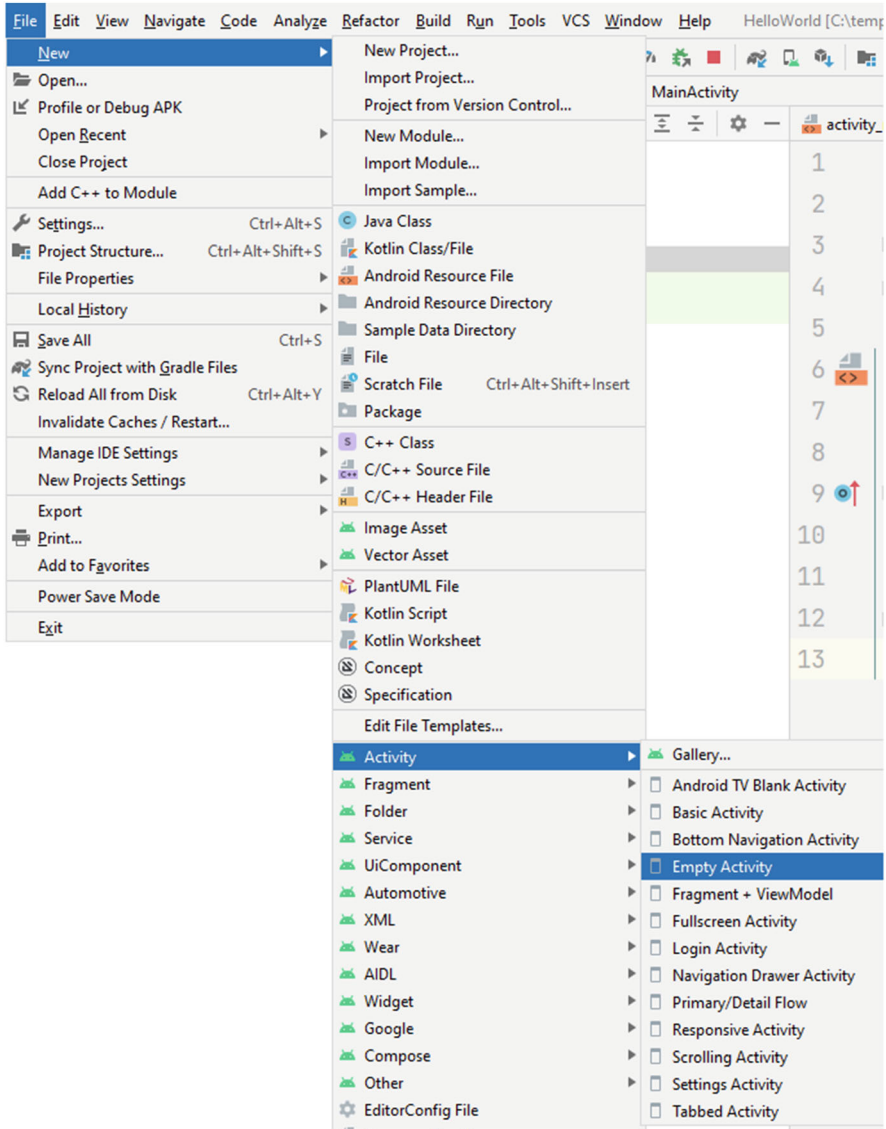 File Edit View Navigate Code Analyze Refactor Build Run Tools VCS Window Help HelloWorld [C:\temp
New
Open...
Profile or Debug APK
Open Recent
Close Project
Add C++ to Module
Settings... Ctrl+Alt+S
Project Structure... Ctrl+Alt+Shift+S
File Properties
Local History
Save All Ctrl+S
Sync Project with Gradle Files
Reload All from Disk Ctrl+Alt+Y
Invalidate Caches / Restart...
Manage IDE Settings
New Projects Settings
Export
Print...
Add to Favorites
Power Save Mode
Exit
New Project...
Import Project...
Project from Version Control...
New Module...
Import Module...
Import Sample...
Java Class
Kotlin Class/File
Android Resource File
Android Resource Directory
Sample Data Directory
File
Scratch File Ctrl+Alt+Shift+Insert
Package
C++ Class
C/C++ Source File
C/C++ Header File
Image Asset
Vector Asset
PlantUML File
Kotlin Script
Kotlin Worksheet
Concept
Specification
Edit File Templates...
Activity
Fragment
Folder
Service
UiComponent
Automotive
XML
Wear
AIDL
Widget
Google
Compose
Other
EditorConfig File
MainActivity
activity_
1
2
3
4
5
6
7
8
9
10
11
12
13
Gallery...
Android TV Blank Activity
Basic Activity
Bottom Navigation Activity
Empty Activity
Fragment + ViewModel
Fullscreen Activity
Login Activity
Navigation Drawer Activity
Primary/Detail Flow
Responsive Activity
Scrolling Activity
Settings Activity
Tabbed Activity